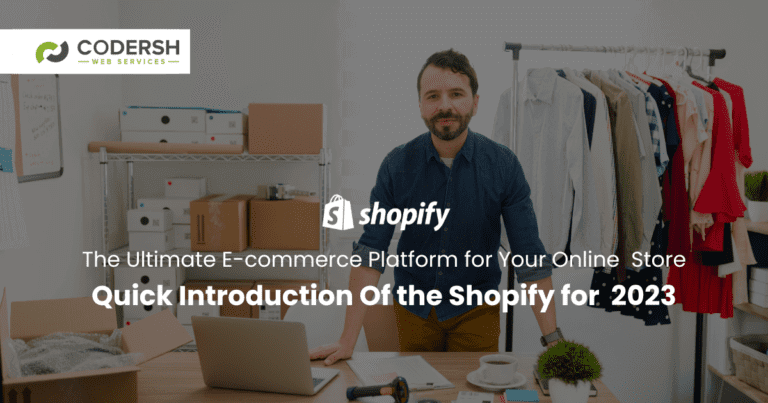 CODERSH
WEB SERVICES
shopify
The Ultimate E-commerce Platform for Your Online Store
Quick Introduction Of the Shopify for 2023